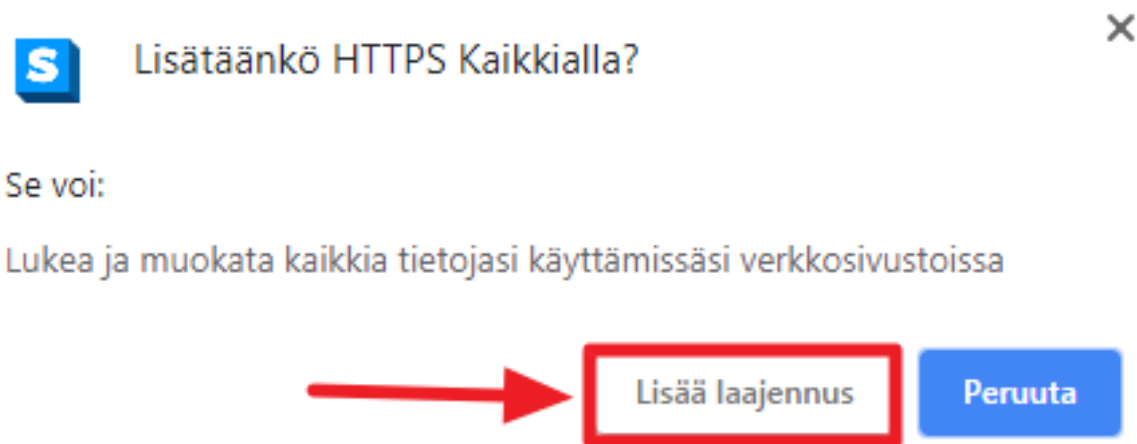 S
Lisätäänkö HTTPS Kaikkialla?
Se voi:
Lukea ja muokata kaikkia tietojasi käyttämissäsi verkkosivustoissa
Lisää laajennus
Peruuta